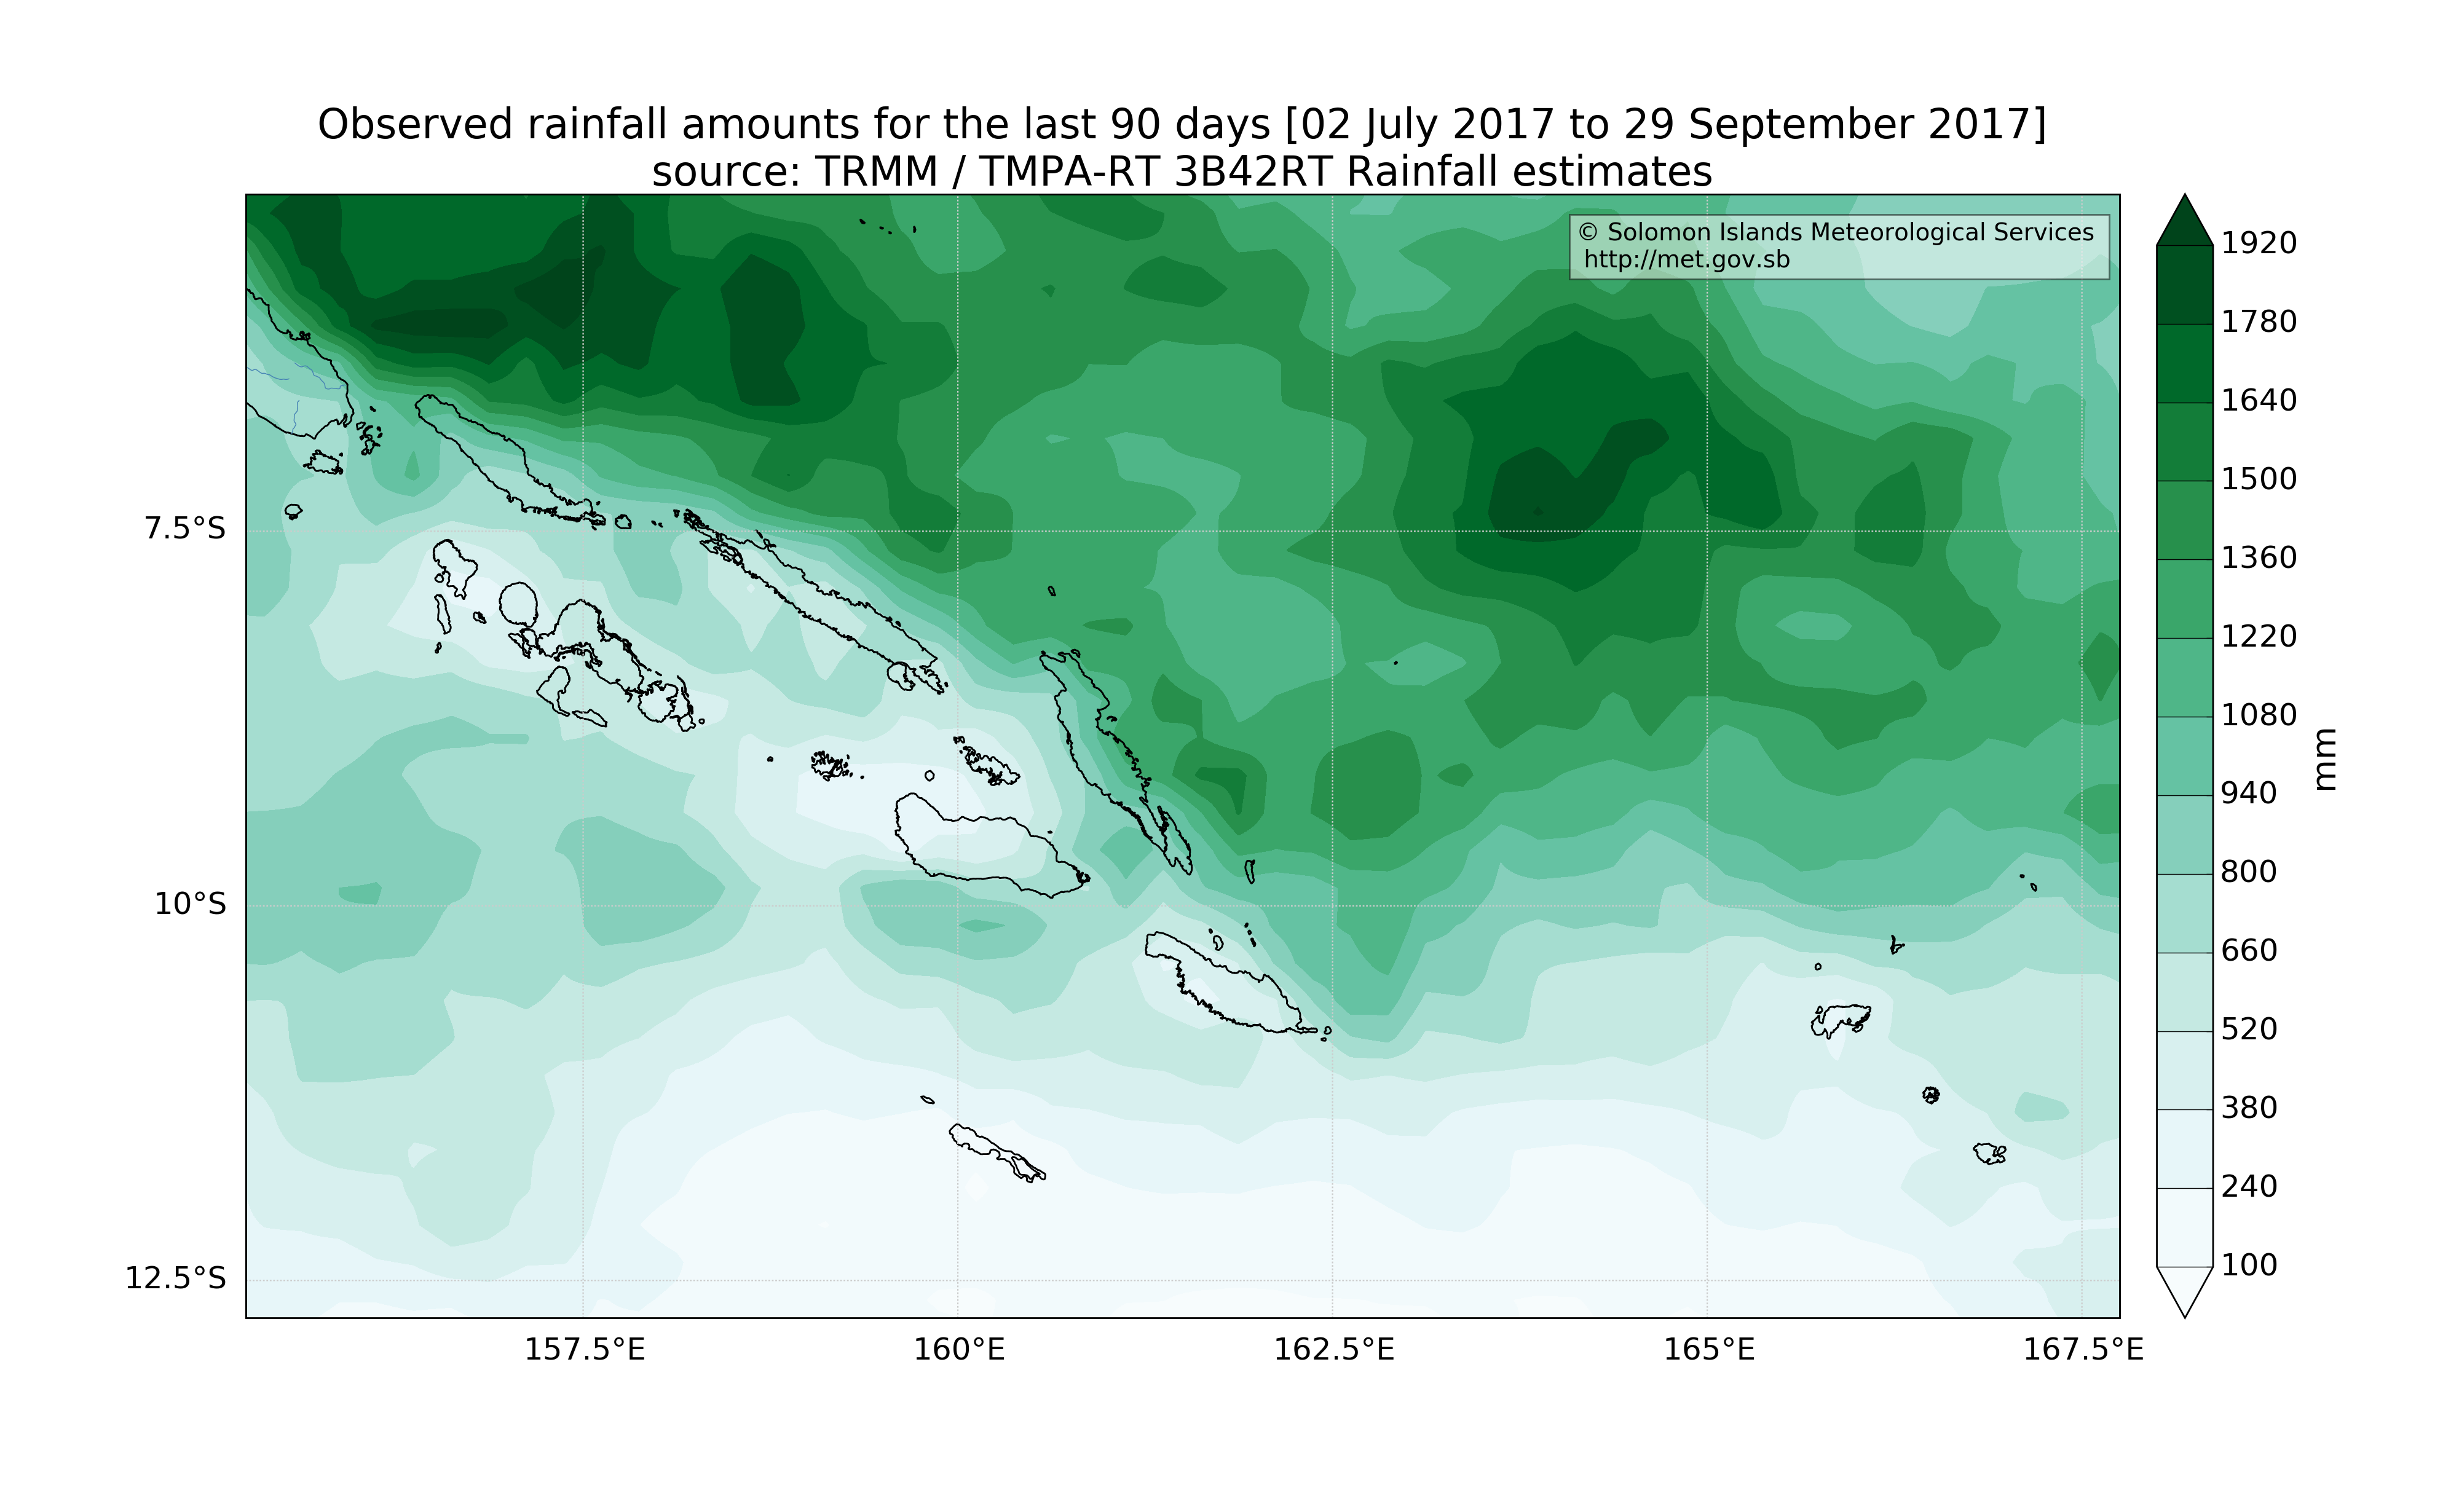 Observed rainfall amounts for the last 90 days [02 July 2017 to 29 September 2017]
source: TRMM / TMPA-RT 3B42RT Rainfall estimates
© Solomon Islands Meteorological Services
http://met.gov.sb
7.5°S
10°S
12.5°S
157.5°E
160°E
162.5°E
165°E
167.5°E
1920
1780
1640
1500
1360
1220
1080
940
800
660
520
380
240
100
mm